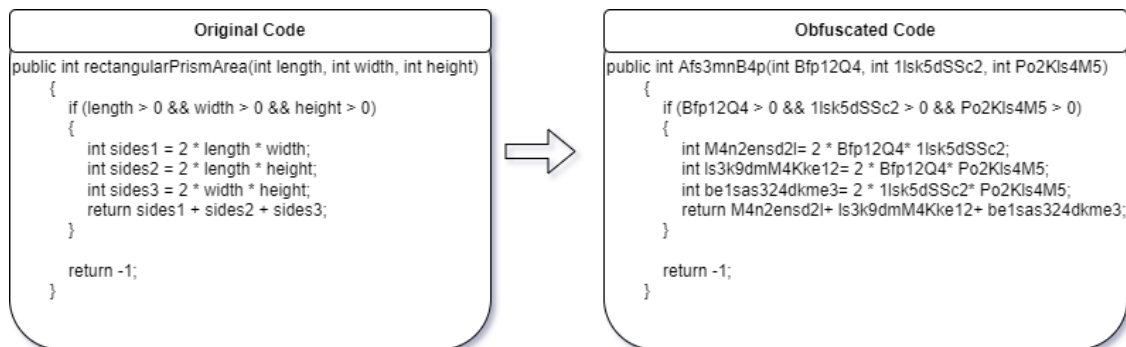 Original Code
public int rectangularPrismArea(int length, int width, int height)
{
if (length > 0 && width > 0 && height > 0)
{
int sides1 = 2 * length * width;
int sides2 = 2 * length * height;
int sides3 = 2 * width * height;
return sides1 + sides2 + sides3;
}
return -1;
}
Obfuscated Code
public int Afs3mnB4p(int Bfp12Q4, int 1lsk5dSSc2, int Po2Kls4M5)
{
if (Bfp12Q4 > 0 && 1lsk5dSSc2 > 0 && Po2Kls4M5 > 0)
{
int M4n2ensd2l= 2 * Bfp12Q4* 1lsk5dSSc2;
int ls3k9dmM4Kke12= 2 * Bfp12Q4* Po2Kls4M5;
int be1sas324dkme3= 2 * 1lsk5dSSc2* Po2Kls4M5;
return M4n2ensd2l+ ls3k9dmM4Kke12+ be1sas324dkme3;
}
return -1;
}